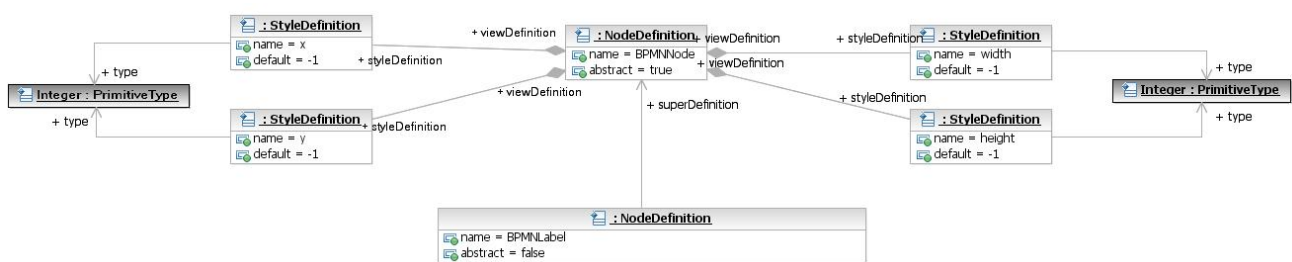 : StyleDefinition
name = x
default = -1
+ viewDefinition
+ styleDefinition
: NodeDefinition
name = BPMNNode
abstract = true
+ viewDefinition
+ styleDefinition
: StyleDefinition
name = width
default = -1
+ type
Integer : PrimitiveType
+ type
+ viewDefinition
+ styleDefinition
: StyleDefinition
name = y
default = -1
+ superDefinition
+ viewDefinition
+ styleDefinition
: StyleDefinition
name = height
default = -1
+ type
Integer : PrimitiveType
+ type
: NodeDefinition
name = BPMNLabel
abstract = false